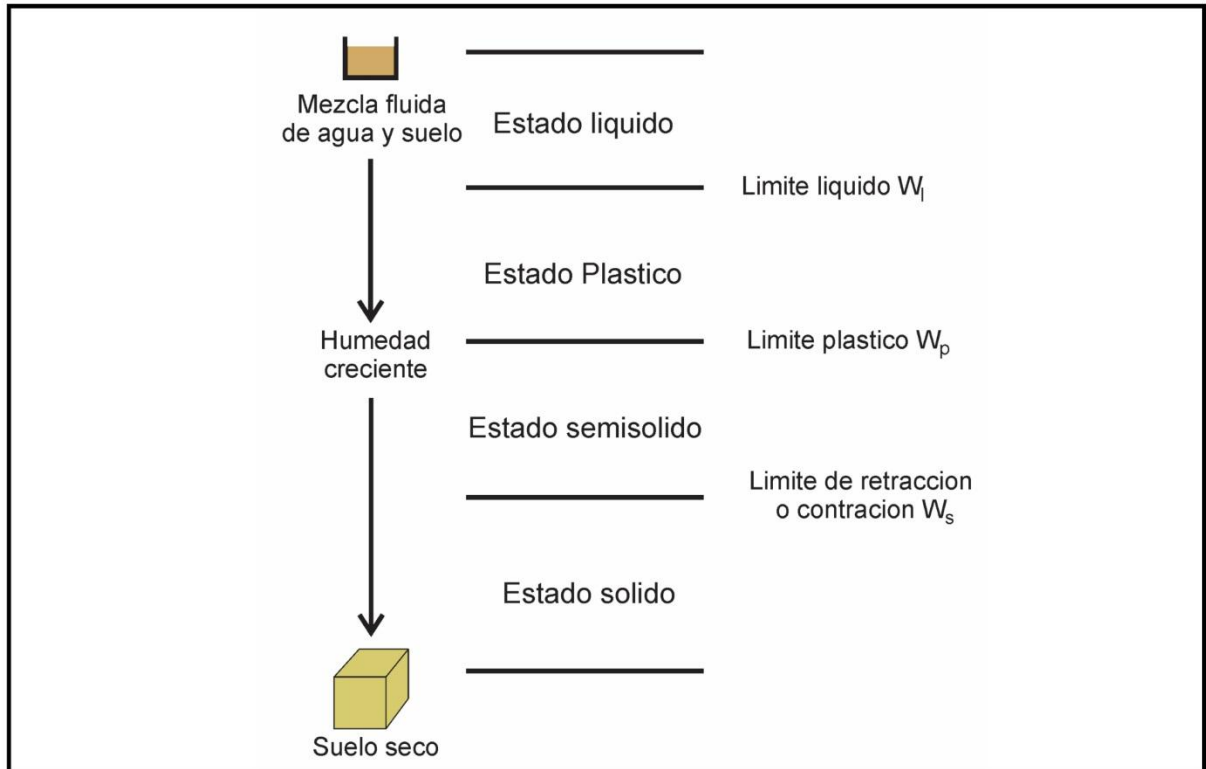 Mezcla fluida
de agua y suelo
Estado liquido
Limite liquido Wl
Estado Plastico
Humedad
creciente
Limite plastico Wp
Estado semisolido
Limite de retraccion
o contracion Ws
Estado solido
Suelo seco